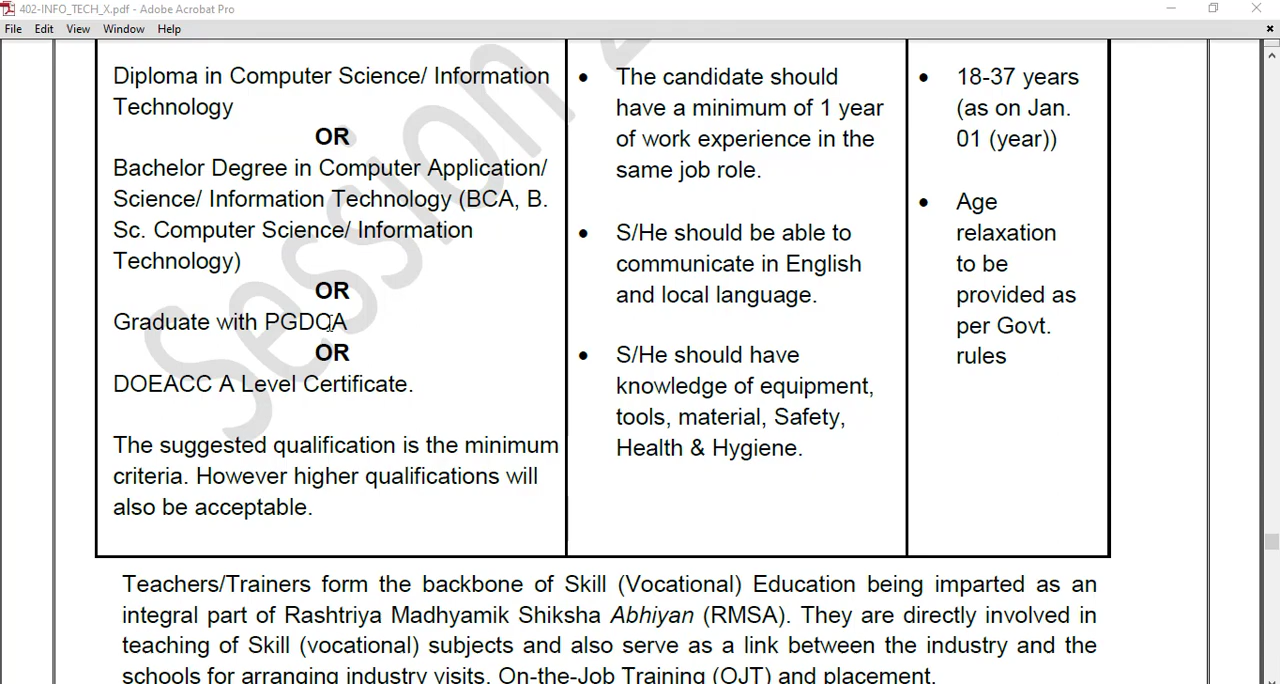 402-INFO_TECH_X.pdf - Adobe Acrobat Pro
File Edit View Window Help
Diploma in Computer Science/ Information
Technology
OR
Bachelor Degree in Computer Application/
Science/ Information Technology (BCA, B.
Sc. Computer Science/ Information
Technology)
OR
Graduate with PGDCA
OR
DOEACC A Level Certificate.
The suggested qualification is the minimum
criteria. However higher qualifications will
also be acceptable.
• The candidate should
have a minimum of 1 year
of work experience in the
same job role.
• S/He should be able to
communicate in English
and local language.
• S/He should have
knowledge of equipment,
tools, material, Safety,
Health & Hygiene.
• 18-37 years
(as on Jan.
01 (year))
• Age
relaxation
to be
provided as
per Govt.
rules
Teachers/Trainers form the backbone of Skill (Vocational) Education being imparted as an
integral part of Rashtriya Madhyamik Shiksha Abhiyan (RMSA). They are directly involved in
teaching of Skill (vocational) subjects and also serve as a link between the industry and the
schools for arranging industry visits, On-the-Job Training (OJT) and placement.
Session